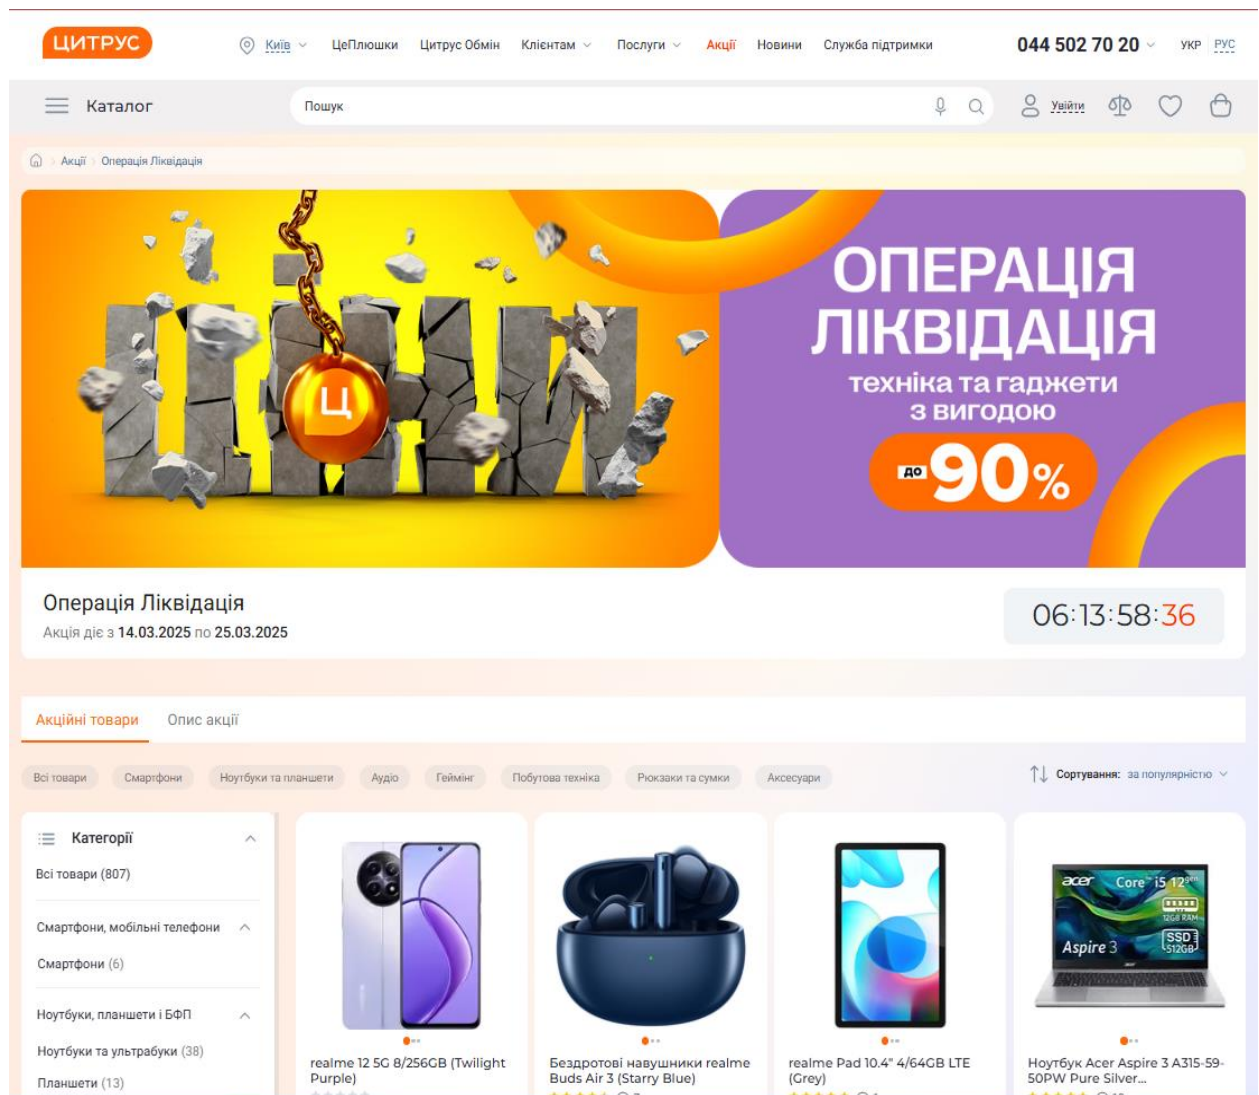 ЦИТРУС
Київ ЦеПлюшки Цитрус Обмін Клієнтам Послуги Акції Новини Служба підтримки 044 502 70 20 УКР РУС
Каталог Пошук Увійти
Акції Операція Ліквідація
ЦІНИ
Ц
ОПЕРАЦІЯ
ЛІКВІДАЦІЯ
техніка та гаджети
з вигодою
до -90%
Операція Ліквідація
Акція діє з 14.03.2025 по 25.03.2025
06:13:58:36
Акційні товари Опис акції
Всі товари Смартфони Ноутбуки та планшети Аудіо Геймінг Побутова техніка Рюкзаки та сумки Аксесуари Сортування: за популярністю
Категорії
Всі товари (807)
Смартфони, мобільні телефони
Смартфони (6)
Ноутбуки, планшети і БФП
Ноутбуки та ультрабуки (38)
Планшети (13)
realme 12 5G 8/256GB (Twilight
Purple)
Бездротові навушники realme
Buds Air 3 (Starry Blue)
realme Pad 10.4" 4/64GB LTE
(Grey)
acer Core i5 12gen
12GB RAM
Aspire 3
SSD
512GB
Ноутбук Acer Aspire 3 A315-59-
50PW Pure Silver...